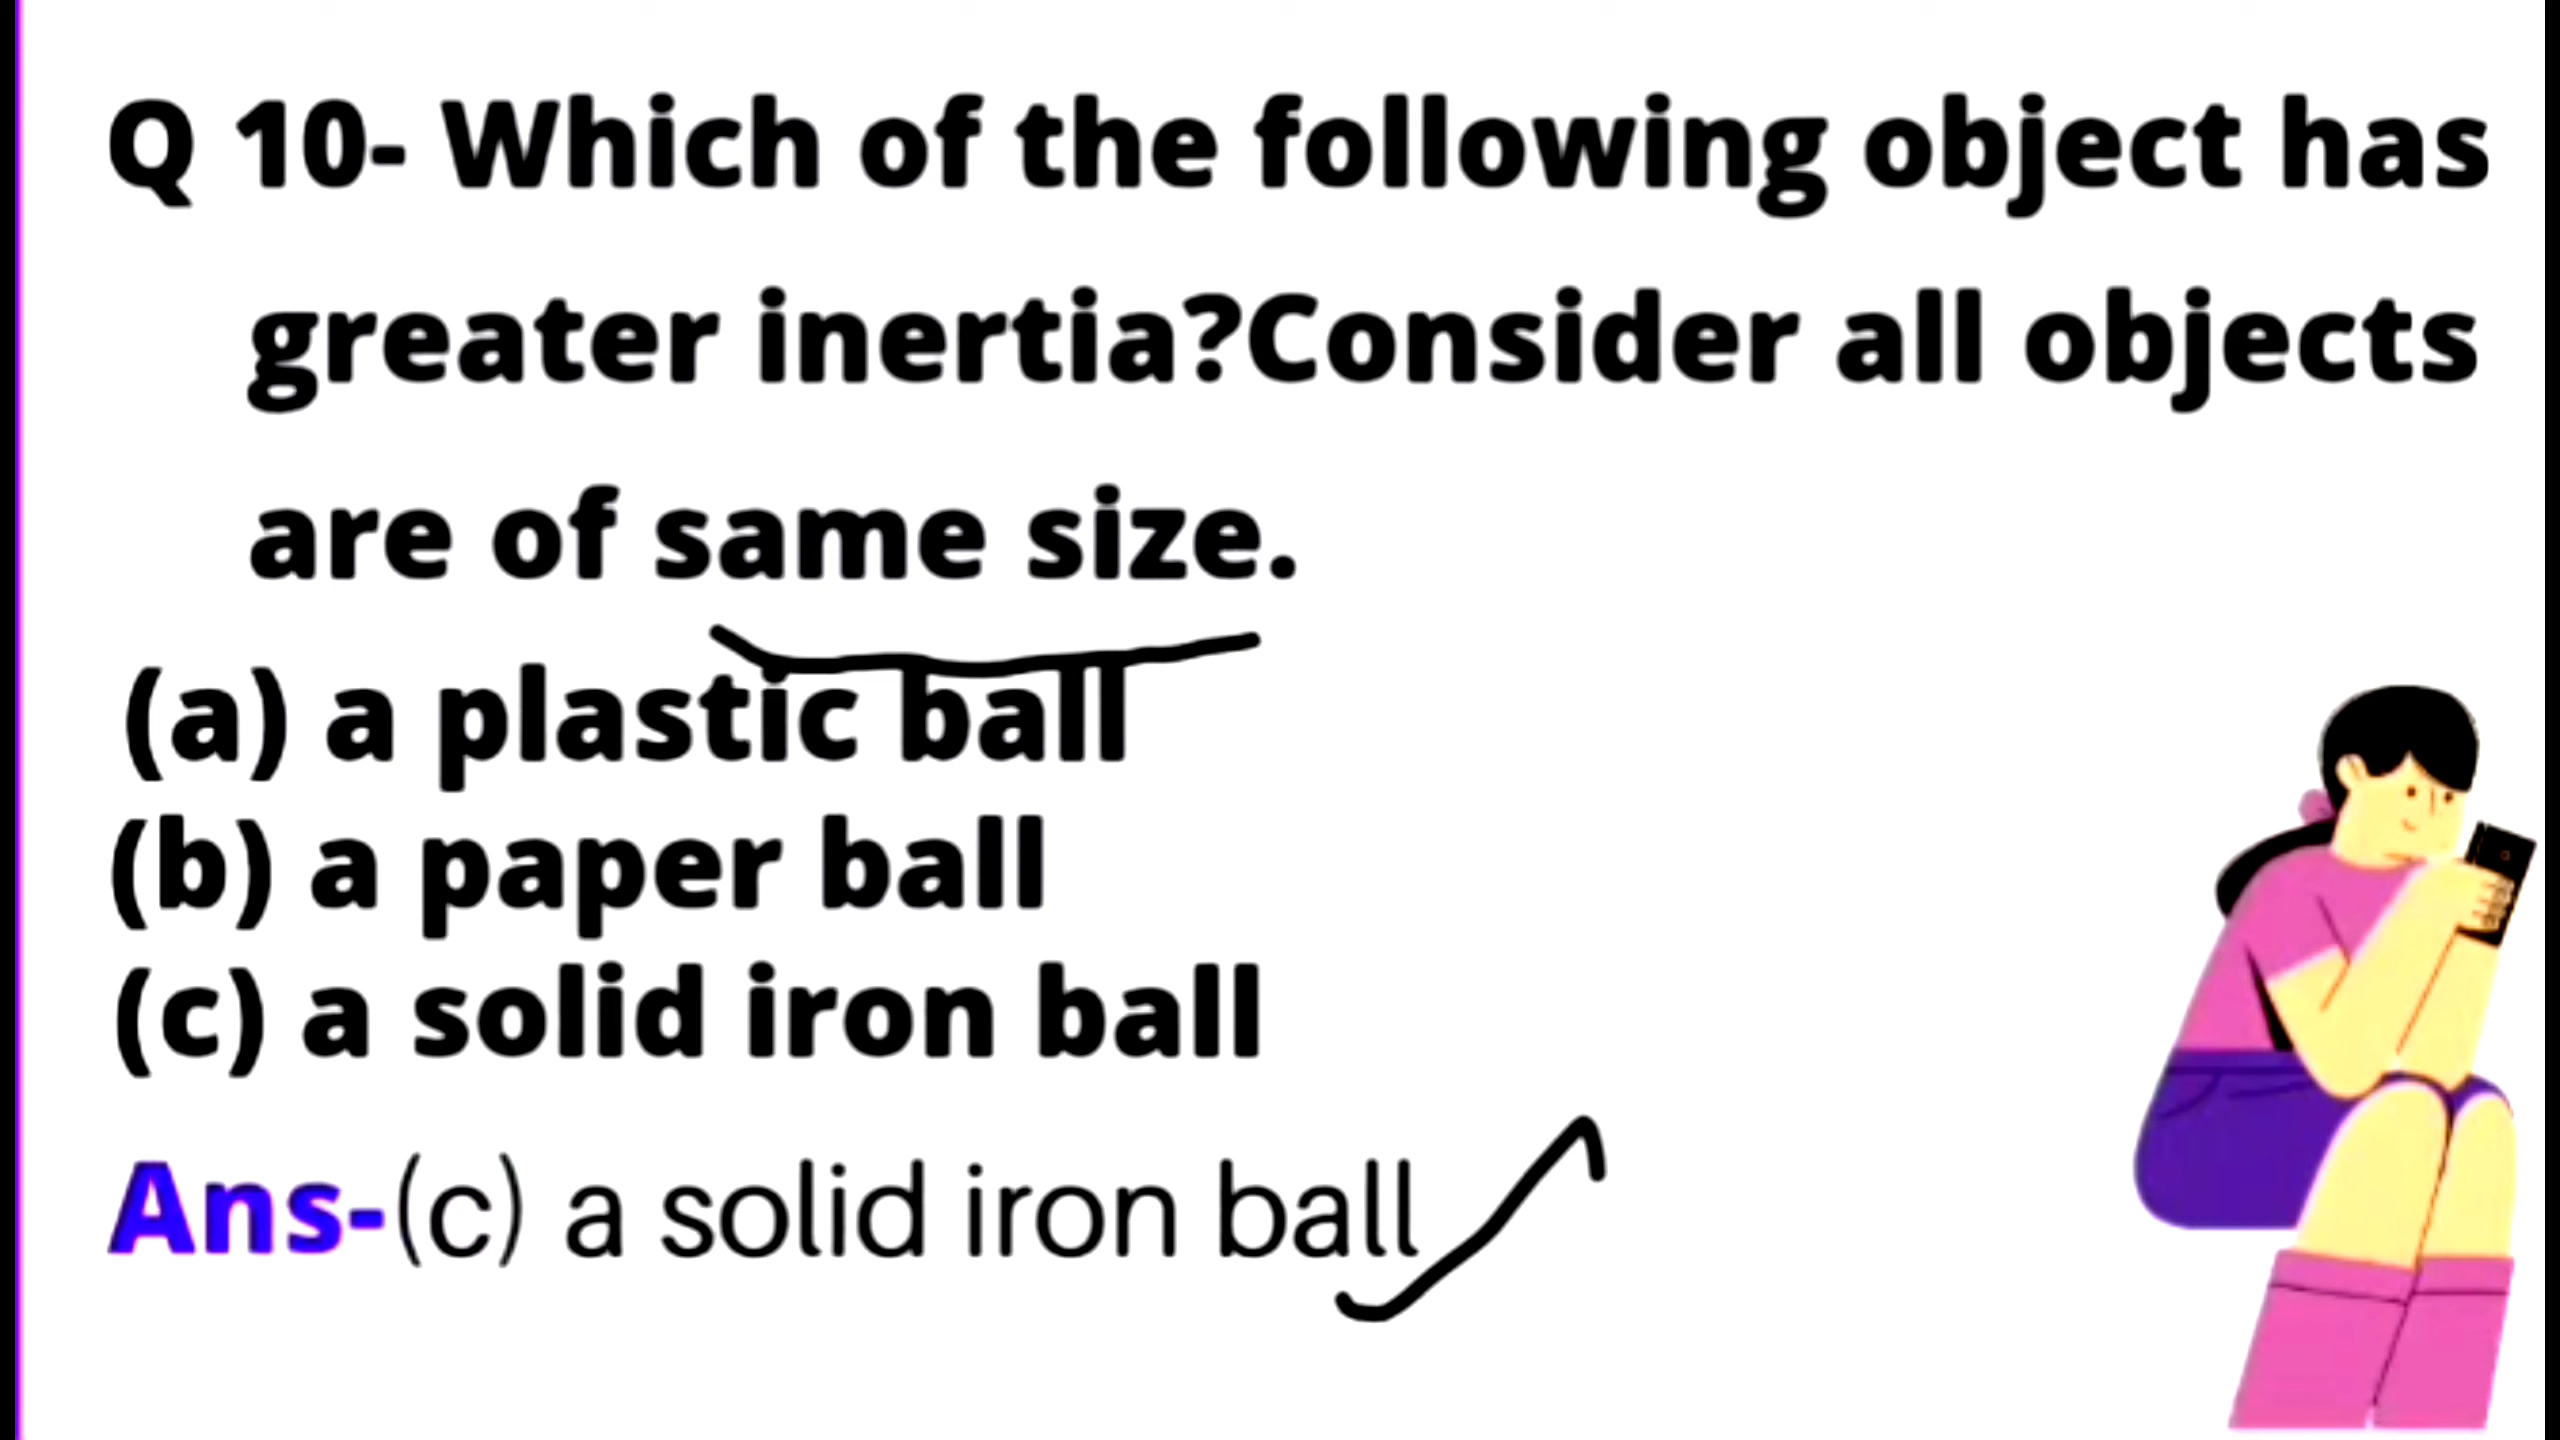 Q 10- Which of the following object has
greater inertia?Consider all objects
are of same size.
(a) a plastic ball
(b) a paper ball
(c) a solid iron ball
Ans-(c) a solid iron ball